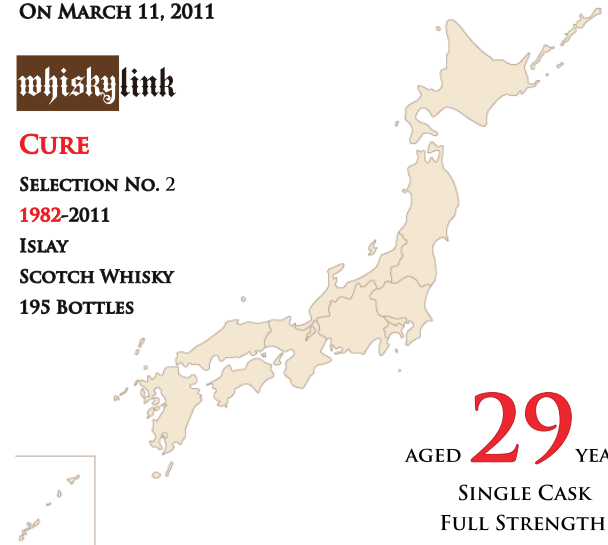 On March 11, 2011
whiskylink
Cure
Selection No. 2
1982-2011
Islay
Scotch Whisky
195 Bottles
AGED 29 YEA
Single Cask
Full Strength